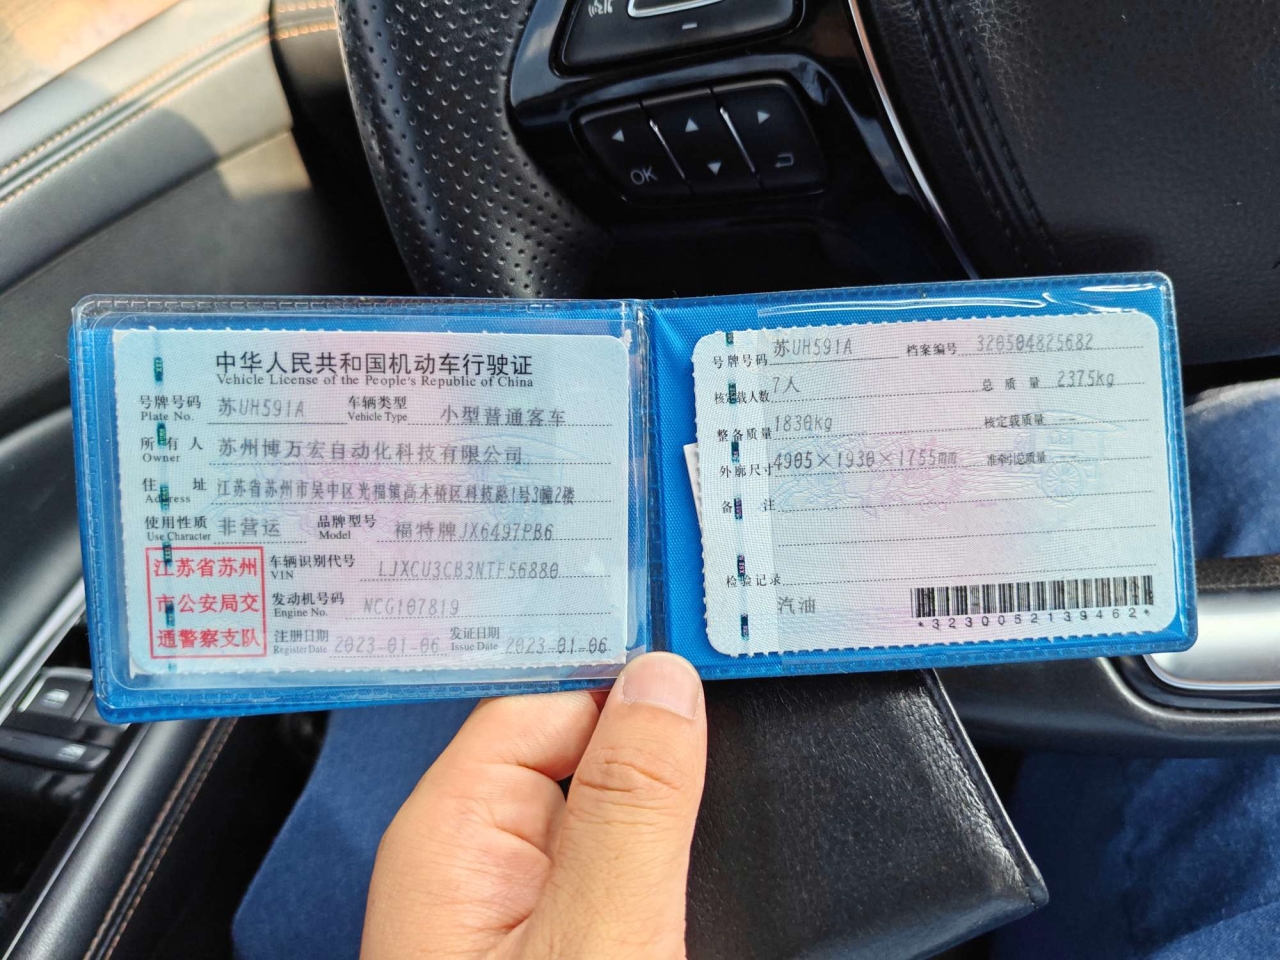 OK
中华人民共和国机动车行驶证
Vehicle License of the People's Republic of China
号牌号码 苏UH591A 车辆类型 小型普通客车
Plate No. Vehicle Type
所有人 苏州博万宏自动化科技有限公司
Owner
住址 江苏省苏州市吴中区光福镇高木桥区科技路1号3幢2楼
Address
使用性质 非营运 品牌型号 福特牌JX6497PB6
Use Character Model
江苏省苏州
市公安局交
通警察支队
车辆识别代号 LJXCU3CB3NTF56880
VIN
发动机号码 NCG107819
Engine No.
注册日期 2023-01-06 发证日期 2023-01-06
Register Date Issue Date
号牌号码 苏UH591A 档案编号 320504825682
核定载人数 7人 总质量 2375kg
整备质量 1830kg 核定载质量
外廓尺寸 4905×1930×1755mm 准牵引总质量 --
备注
检验记录
汽油
*3230052139462*